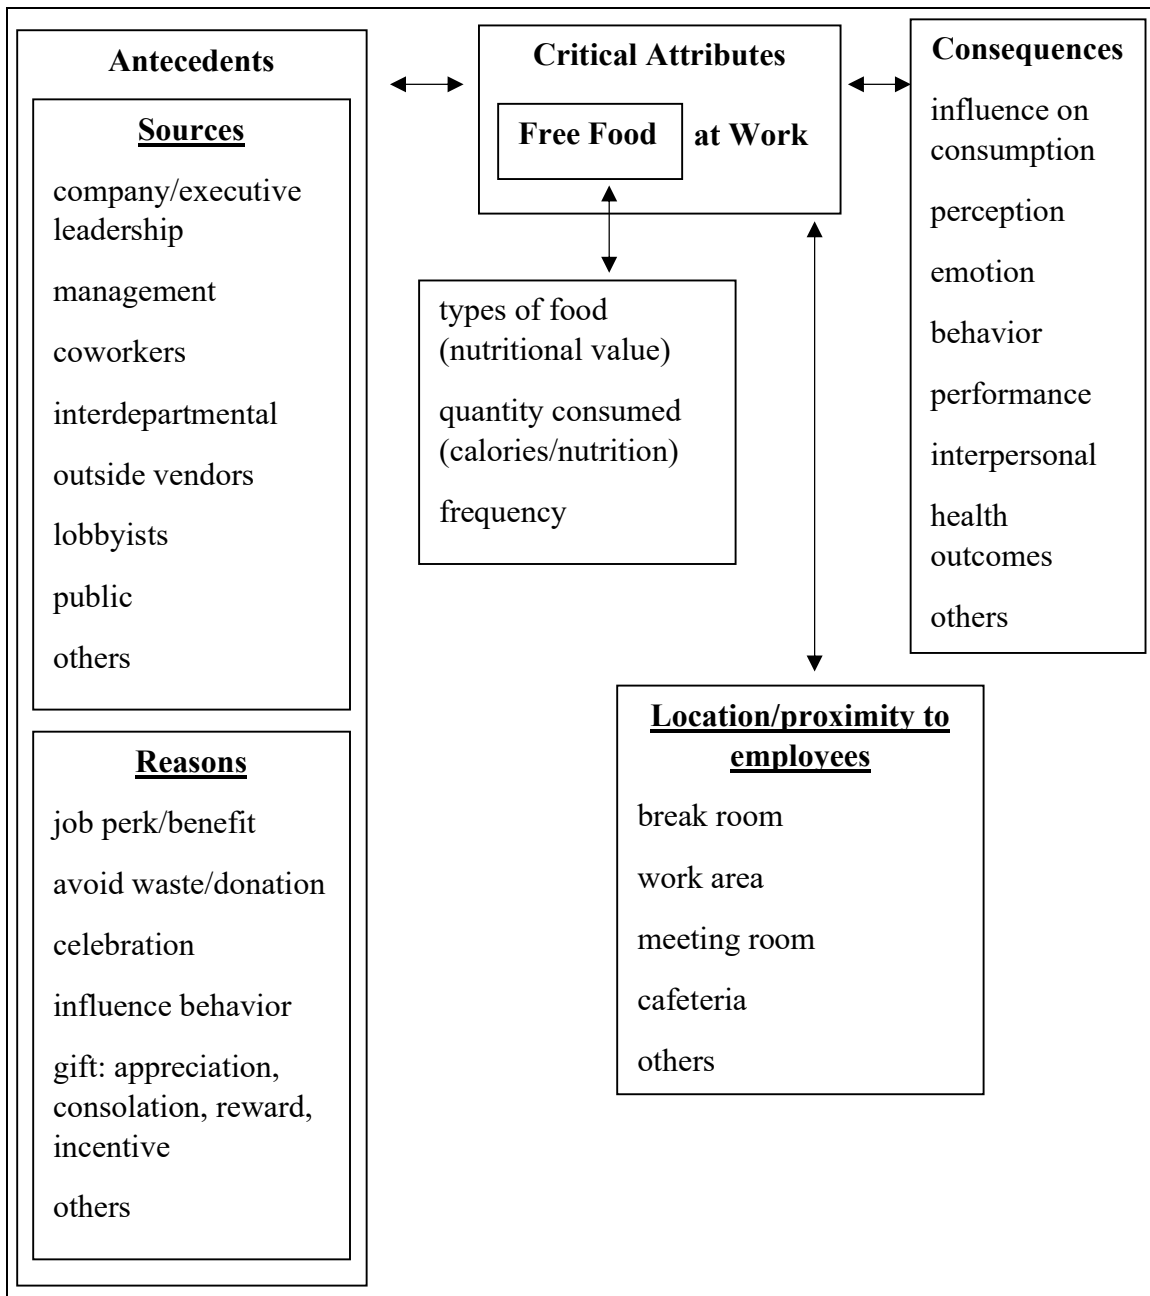 Antecedents
Sources
company/executive
leadership
management
coworkers
interdepartmental
outside vendors
lobbyists
public
others
Reasons
job perk/benefit
avoid waste/donation
celebration
influence behavior
gift: appreciation,
consolation, reward,
incentive
others
Critical Attributes
Free Food at Work
types of food
(nutritional value)
quantity consumed
(calories/nutrition)
frequency
Location/proximity to
employees
break room
work area
meeting room
cafeteria
others
Consequences
influence on
consumption
perception
emotion
behavior
performance
interpersonal
health
outcomes
others